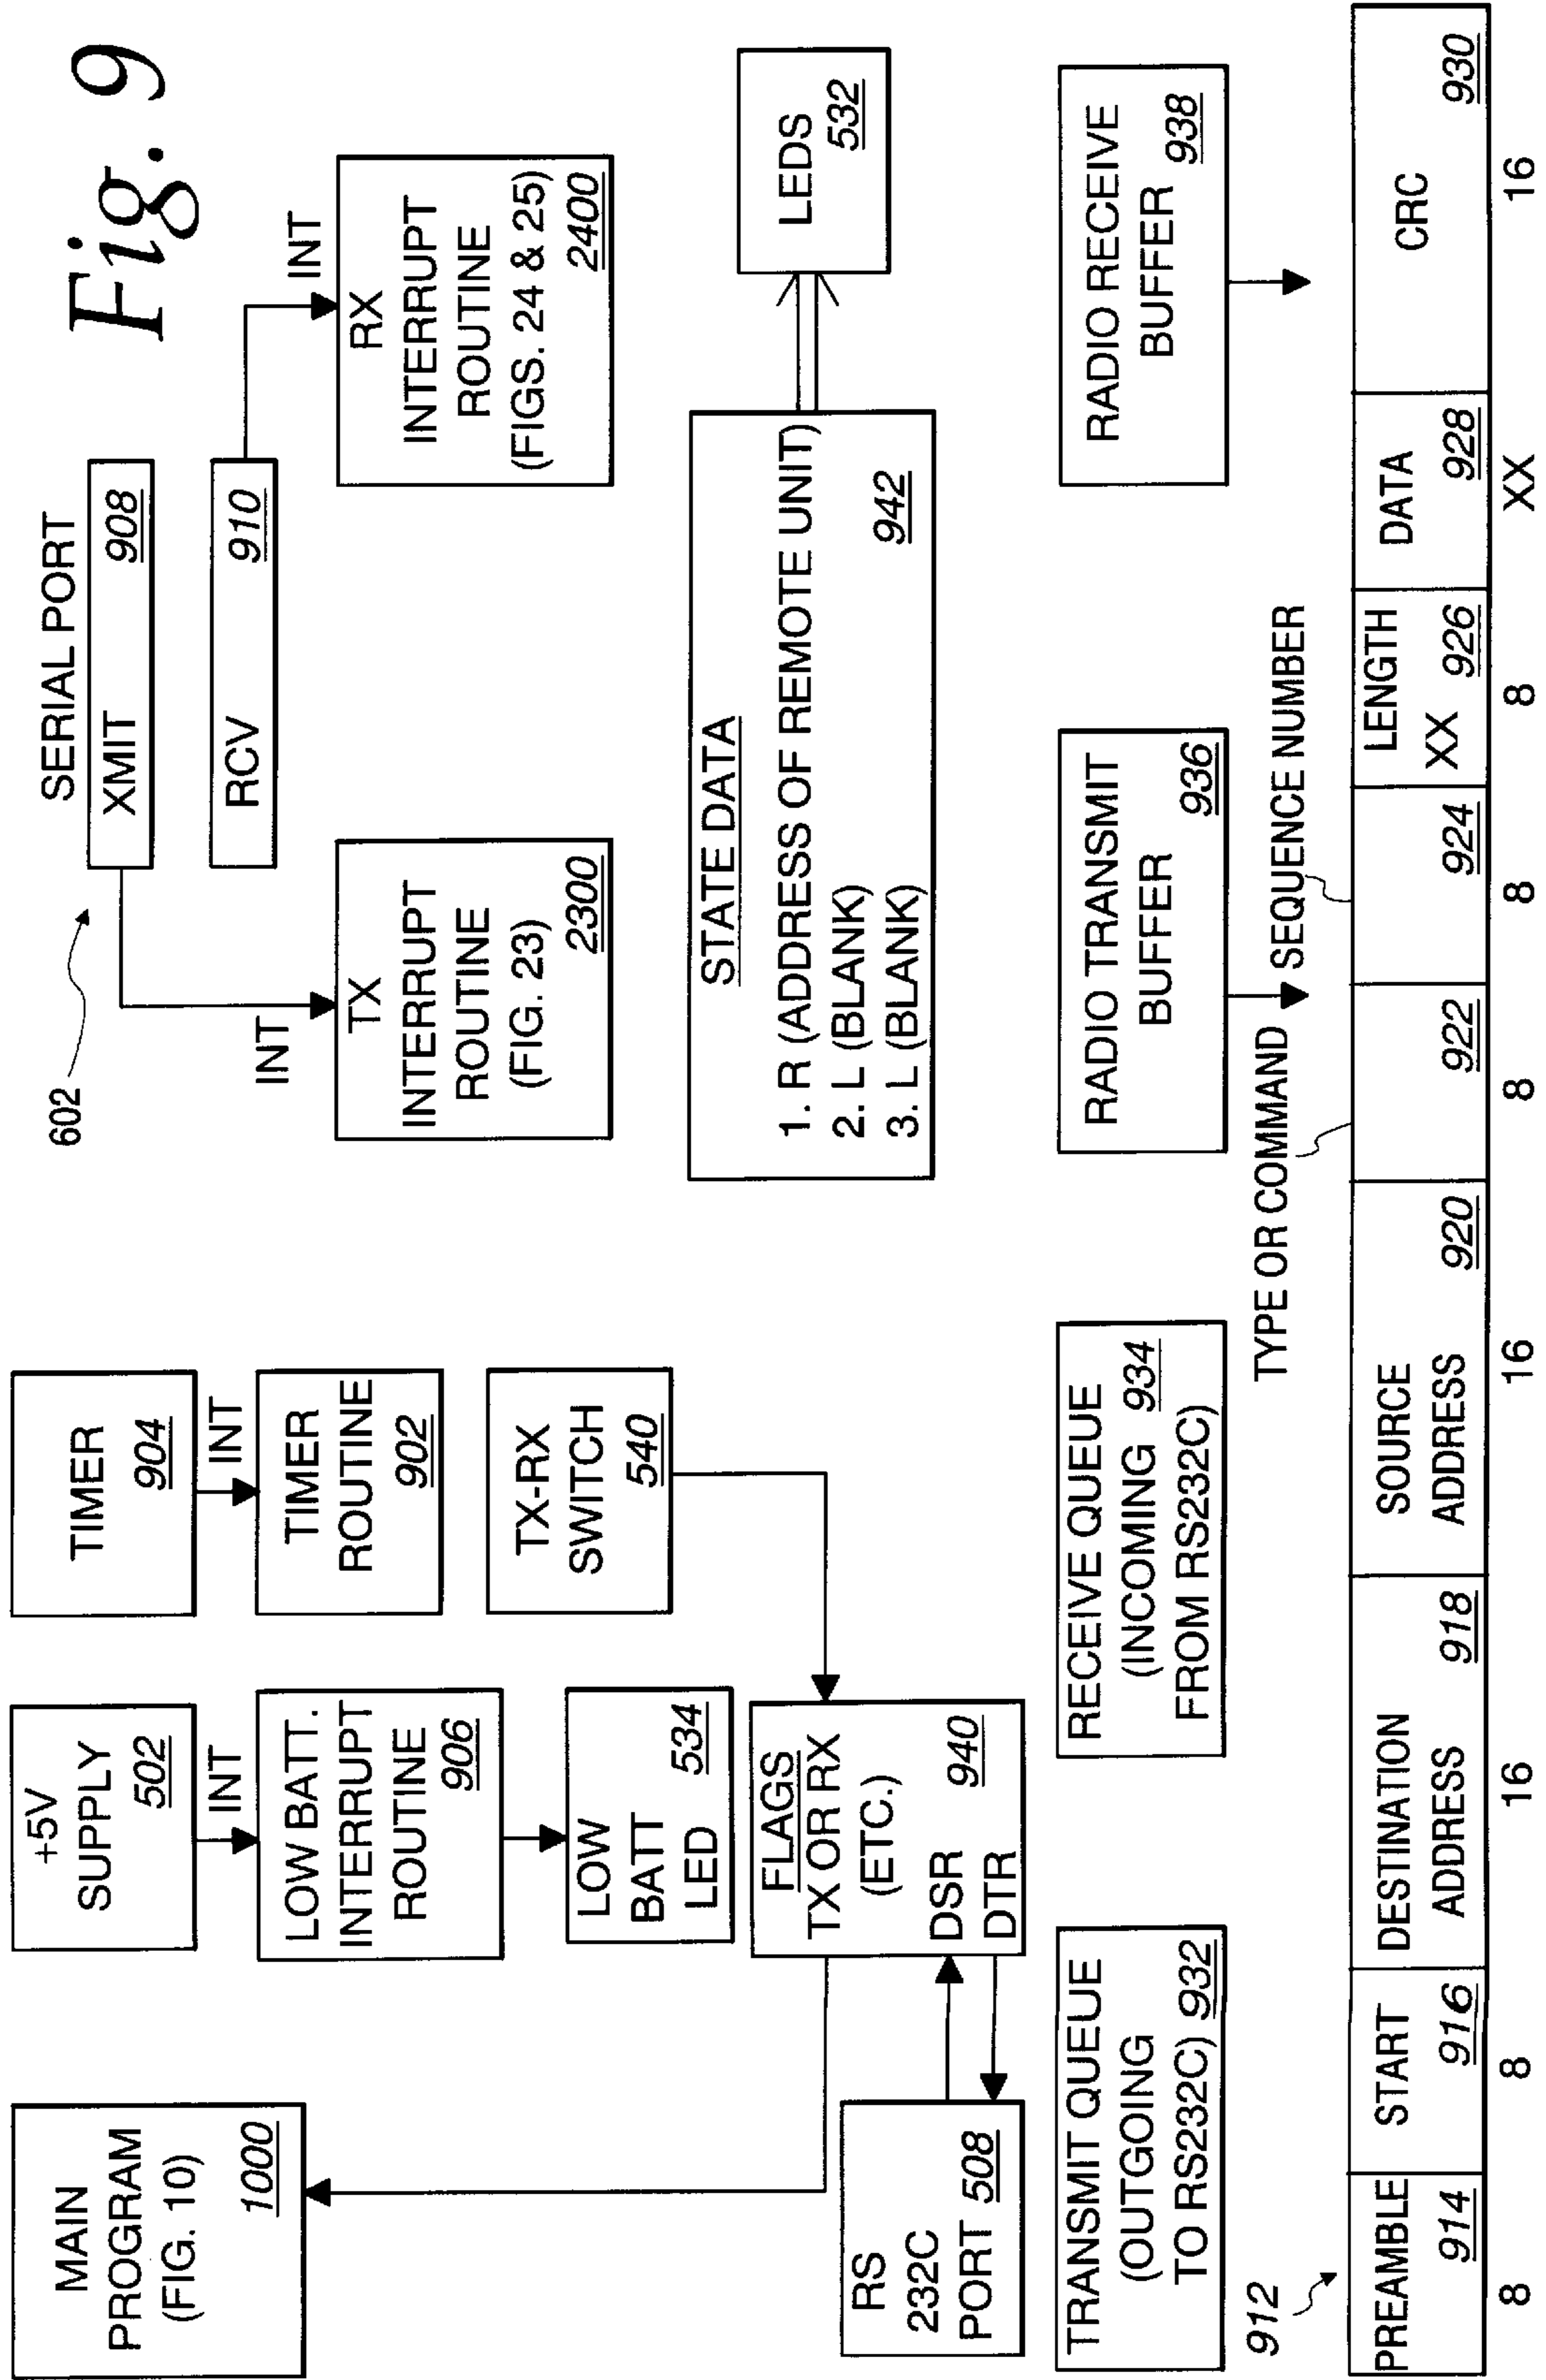 Fig. 9
MAIN
PROGRAM
(FIG. 10)
1000
+5V
SUPPLY
502
INT
LOW BATT.
INTERRUPT
ROUTINE
906
LOW
BATT
LED
534
TIMER
904
INT
TIMER
ROUTINE
902
TX-RX
SWITCH
540
FLAGS
TX OR RX
(ETC.)
DSR
DTR
940
RS
232C
PORT 508
602
SERIAL PORT
XMIT 908
RCV 910
INT
TX
INTERRUPT
ROUTINE
(FIG. 23)
2300
INT
RX
INTERRUPT
ROUTINE
(FIGS. 24 & 25)
2400
STATE DATA
1. R (ADDRESS OF REMOTE UNIT)
2. L (BLANK)
3. L (BLANK)
942
LEDS
532
TRANSMIT QUEUE
(OUTGOING
TO RS232C) 932
RECEIVE QUEUE
(INCOMING 934
FROM RS232C)
RADIO TRANSMIT
BUFFER
936
RADIO RECEIVE
BUFFER
938
912
TYPE OR COMMAND
SEQUENCE NUMBER
PREAMBLE
914
8
START
916
8
DESTINATION
ADDRESS
918
16
SOURCE
ADDRESS
920
16
922
8
924
8
LENGTH
XX 926
8
DATA
928
XX
CRC
930
16